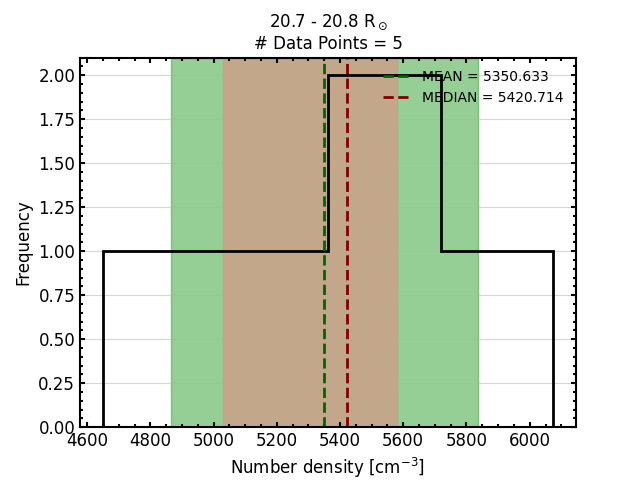 20.7 - 20.8 R⊙
# Data Points = 5
MEAN = 5350.633
MEDIAN = 5420.714
Frequency
2.00
1.75
1.50
1.25
1.00
0.75
0.50
0.25
0.00
4600 4800 5000 5200 5400 5600 5800 6000
Number density [cm⁻³]